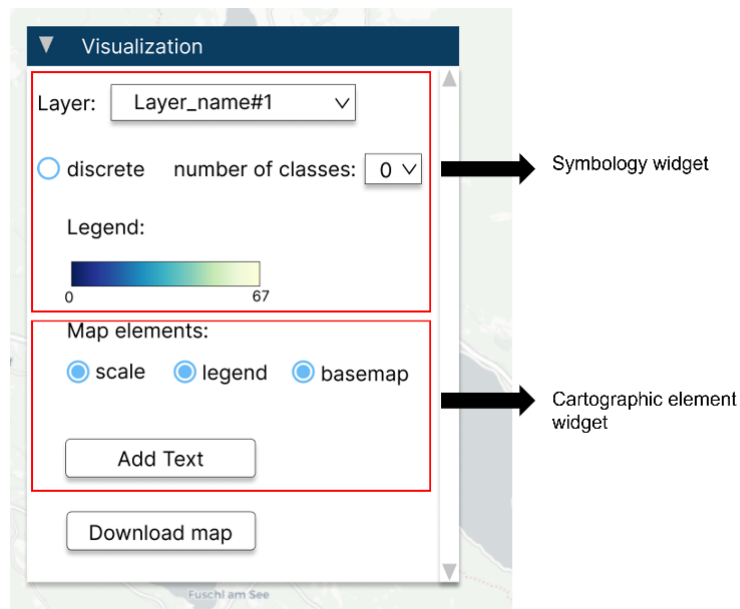 Visualization
Layer: Layer_name#1
discrete number of classes: 0
Symbology widget
Legend:
0 67
Map elements:
scale legend basemap
Cartographic element
widget
Add Text
Download map
Fuschl am See